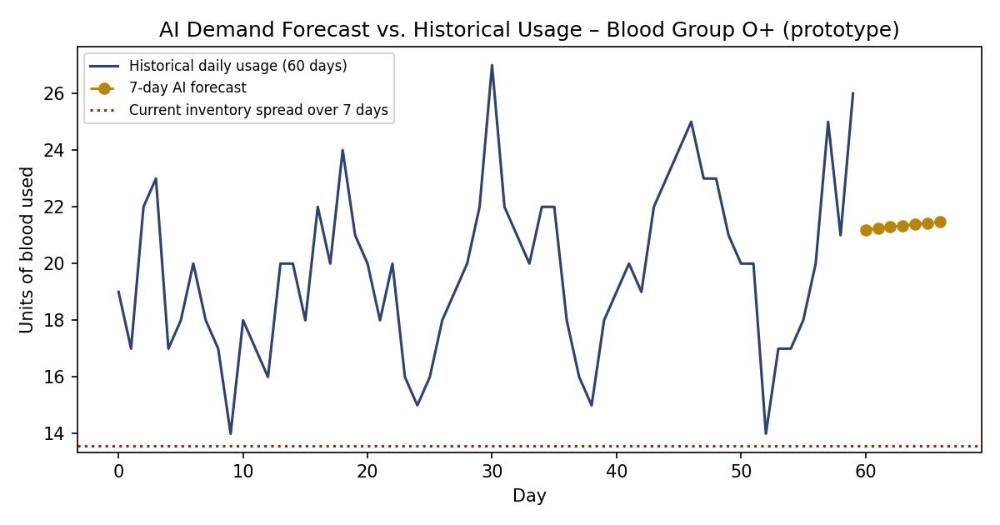 AI Demand Forecast vs. Historical Usage – Blood Group O+ (prototype)
Historical daily usage (60 days)
7-day AI forecast
Current inventory spread over 7 days
Units of blood used
26
24
22
20
18
16
14
0 10 20 30 40 50 60
Day